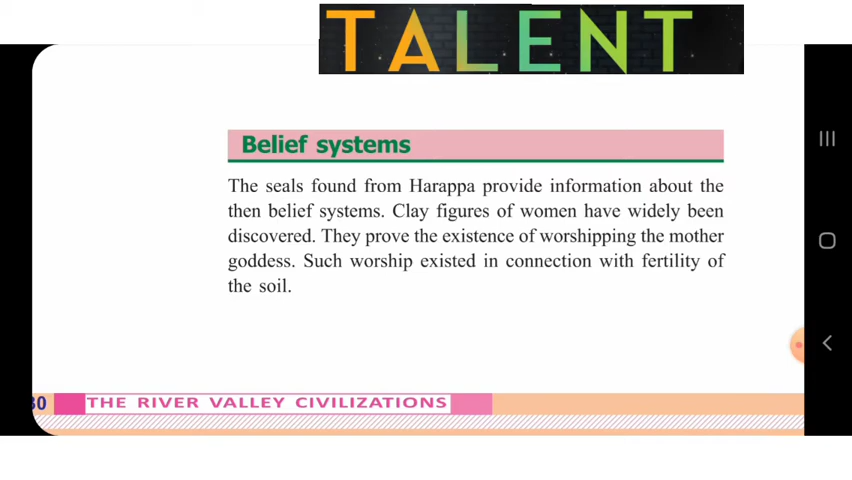 TALENT
Belief systems
The seals found from Harappa provide information about the
then belief systems. Clay figures of women have widely been
discovered. They prove the existence of worshipping the mother
goddess. Such worship existed in connection with fertility of
the soil.
30 THE RIVER VALLEY CIVILIZATIONS